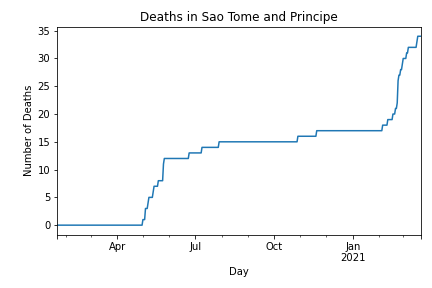 Deaths in Sao Tome and Principe
35
30
25
20
15
10
5
0
Number of Deaths
Apr
Jul
Oct
Jan
2021
Day